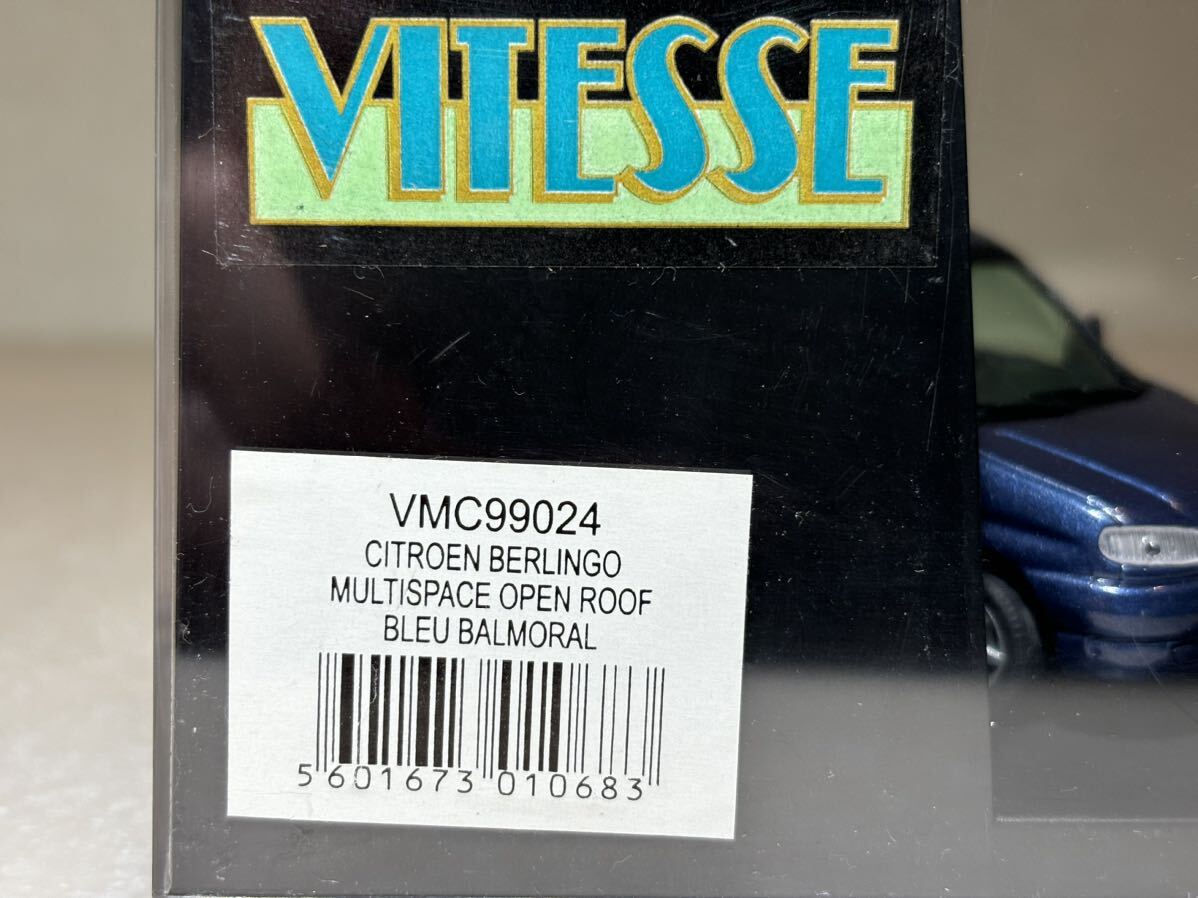 VITESSE
VMC99024
CITROEN BERLINGO
MULTISPACE OPEN ROOF
BLEU BALMORAL
5 601673 010683